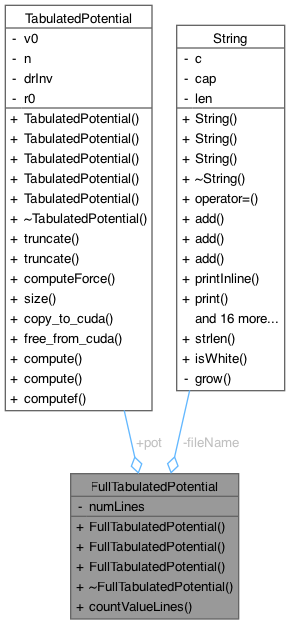 TabulatedPotential
- v0
- n
- drInv
- r0
+ TabulatedPotential()
+ TabulatedPotential()
+ TabulatedPotential()
+ TabulatedPotential()
+ TabulatedPotential()
+ ~TabulatedPotential()
+ truncate()
+ truncate()
+ computeForce()
+ size()
+ copy_to_cuda()
+ free_from_cuda()
+ compute()
+ compute()
+ computef()
String
- c
- cap
- len
+ String()
+ String()
+ String()
+ ~String()
+ operator=()
+ add()
+ add()
+ add()
+ printInline()
+ print()
and 16 more...
+ strlen()
+ isWhite()
- grow()
+pot
-fileName
FullTabulatedPotential
- numLines
+ FullTabulatedPotential()
+ FullTabulatedPotential()
+ FullTabulatedPotential()
+ ~FullTabulatedPotential()
+ countValueLines()